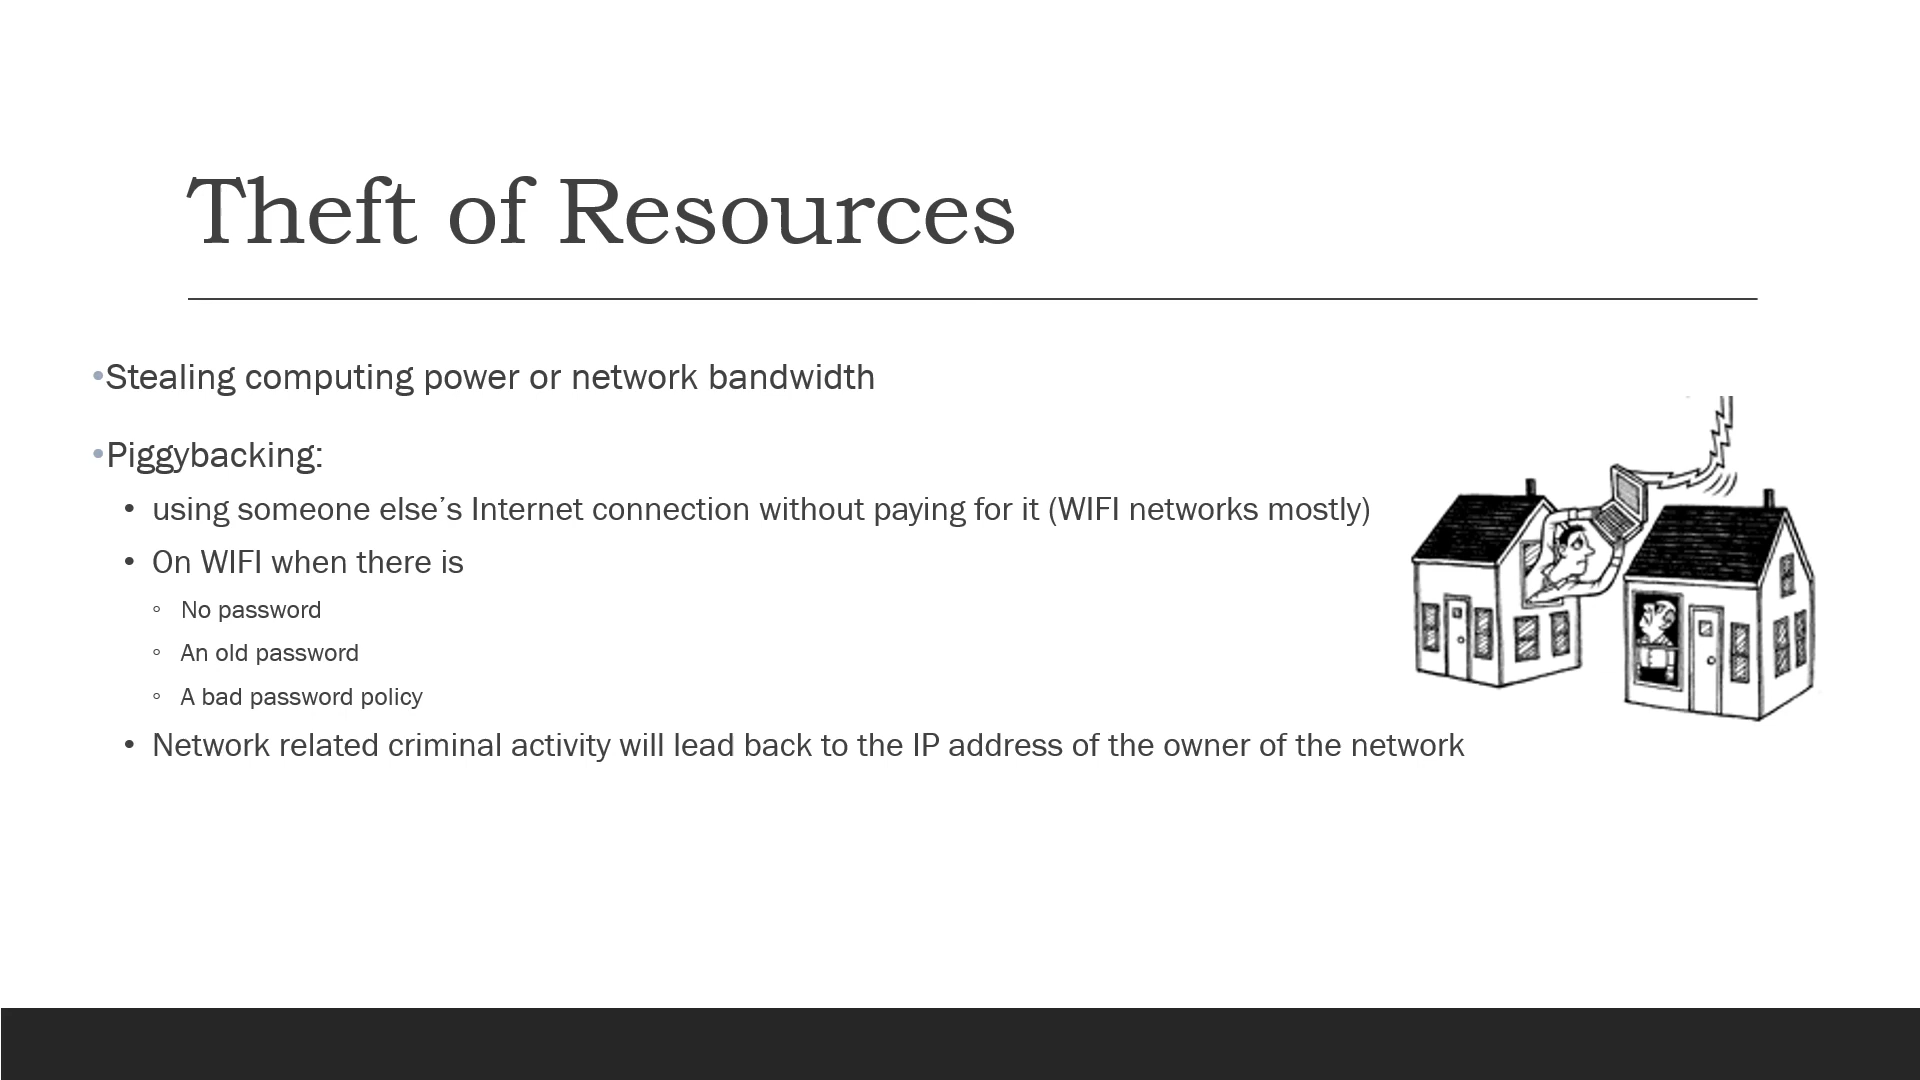 Theft of Resources
•Stealing computing power or network bandwidth
•Piggybacking:
• using someone else’s Internet connection without paying for it (WIFI networks mostly)
• On WIFI when there is
◦ No password
◦ An old password
◦ A bad password policy
• Network related criminal activity will lead back to the IP address of the owner of the network